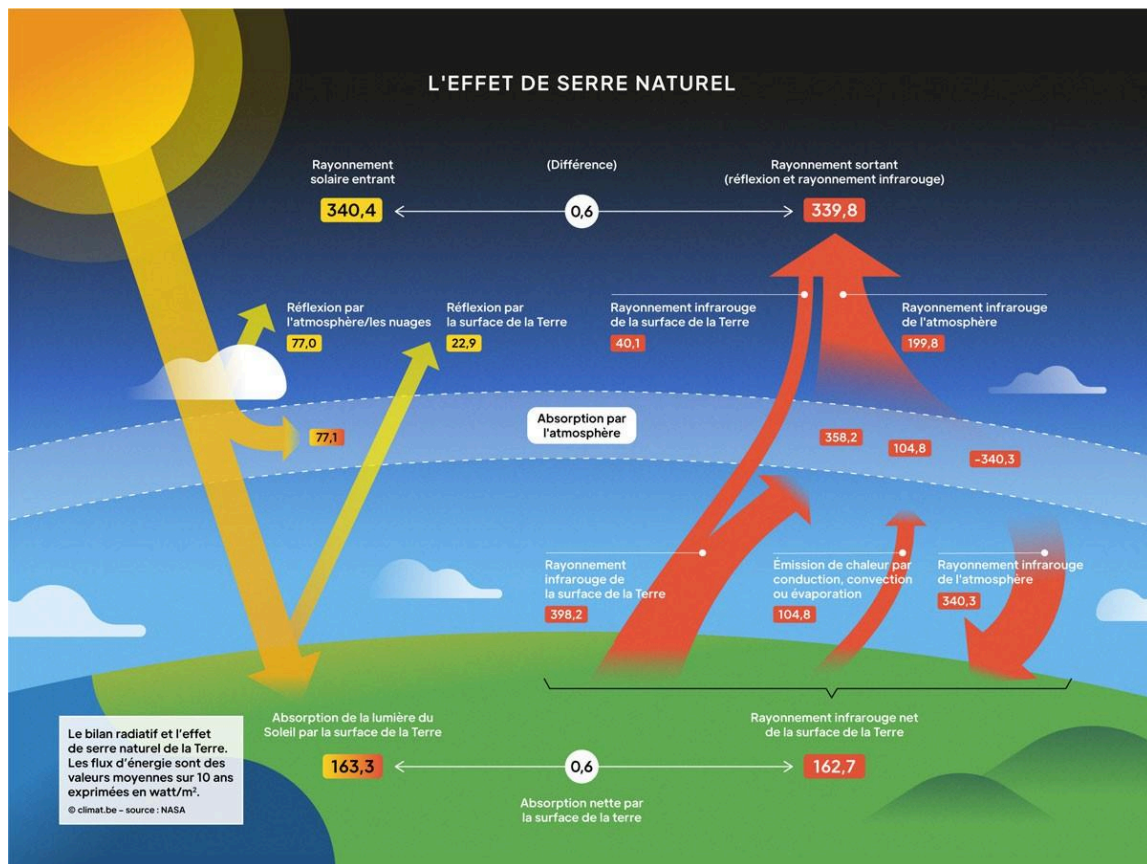 L'EFFET DE SERRE NATUREL
Rayonnement
solaire entrant
340,4
(Différence)
0,6
Rayonnement sortant
(réflexion et rayonnement infrarouge)
339,8
Réflexion par
l'atmosphère/les nuages
77,0
Réflexion par
la surface de la Terre
22,9
Rayonnement infrarouge
de la surface de la Terre
40,1
Rayonnement infrarouge
de l'atmosphère
199,8
77,1
Absorption par
l'atmosphère
358,2
104,8
-340,3
Rayonnement
infrarouge de
la surface de la Terre
398,2
Émission de chaleur par
conduction, convection
ou évaporation
104,8
Rayonnement infrarouge
de l'atmosphère
340,3
Absorption de la lumière du
Soleil par la surface de la Terre
163,3
0,6
Absorption nette par
la surface de la terre
Rayonnement infrarouge net
de la surface de la Terre
162,7
Le bilan radiatif et l'effet
de serre naturel de la Terre.
Les flux d'énergie sont des
valeurs moyennes sur 10 ans
exprimées en watt/m².
© climat.be – source : NASA